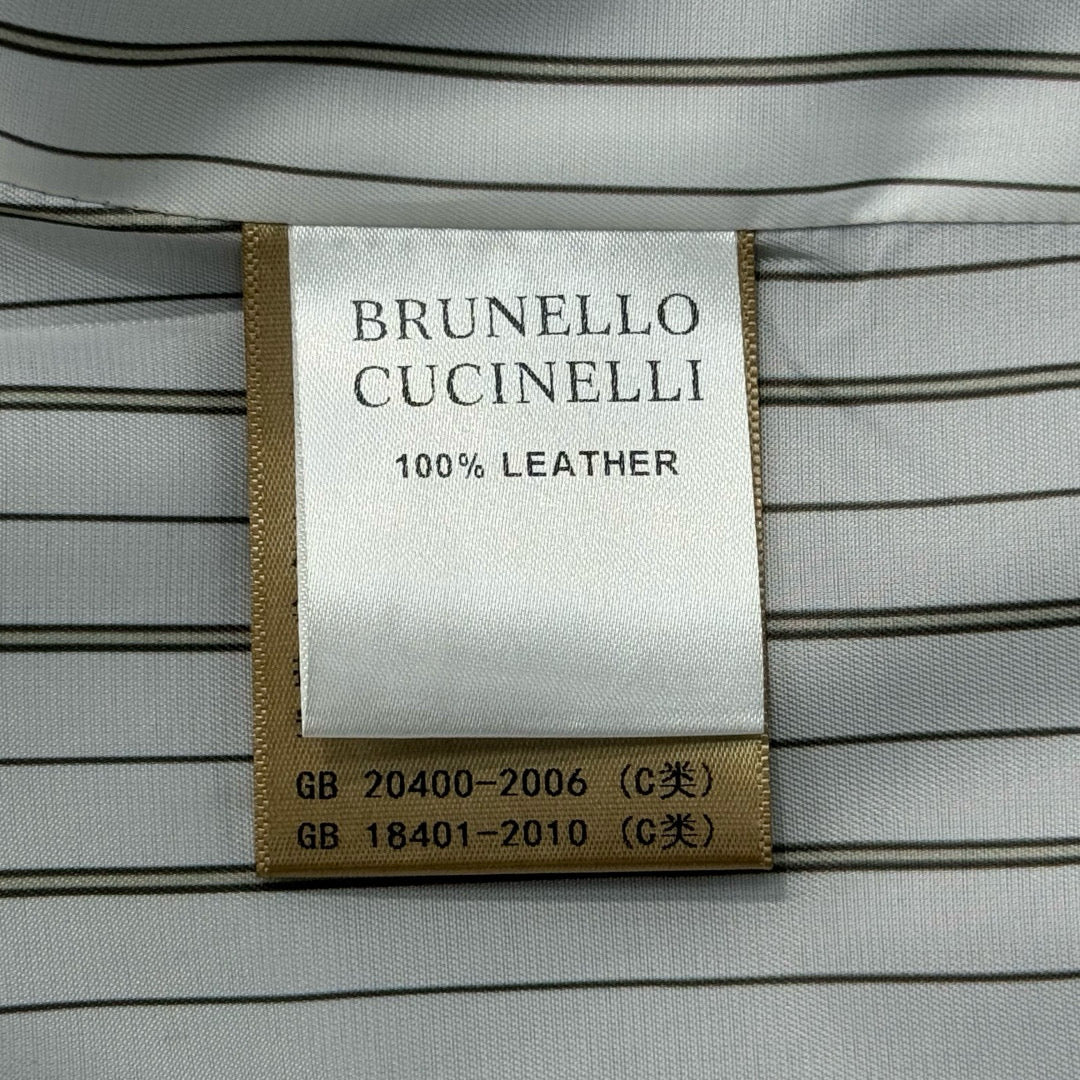 BRUNELLO
CUCINELLI
100% LEATHER
GB 20400-2006 (C类)
GB 18401-2010 (C类)